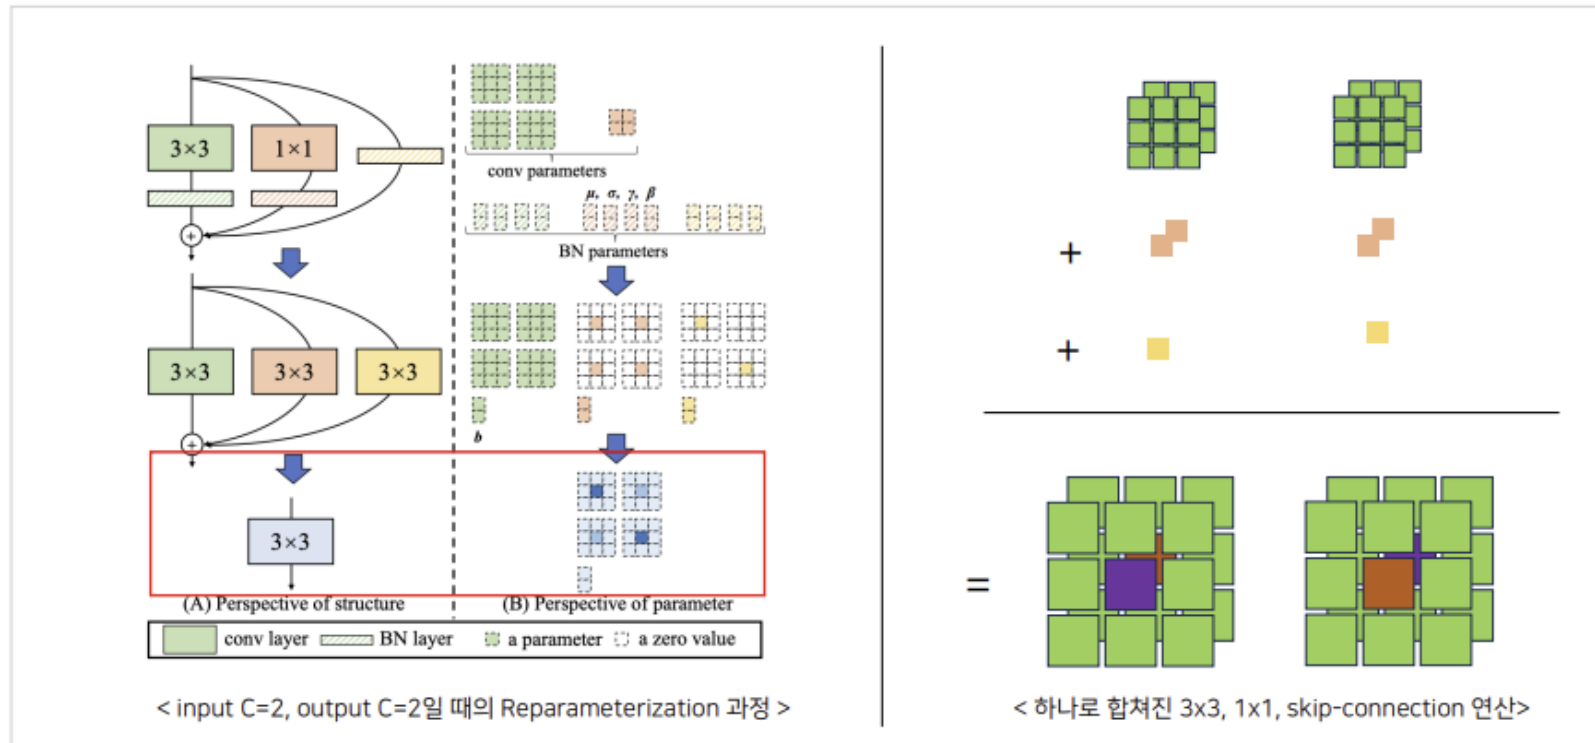 3×3
1×1
conv parameters
μ, σ, γ, β
BN parameters
3×3
3×3
3×3
b
3×3
(A) Perspective of structure
(B) Perspective of parameter
conv layer
BN layer
a parameter
a zero value
< input C=2, output C=2일 때의 Reparameterization 과정 >
+
+
=
< 하나로 합쳐진 3x3, 1x1, skip-connection 연산>